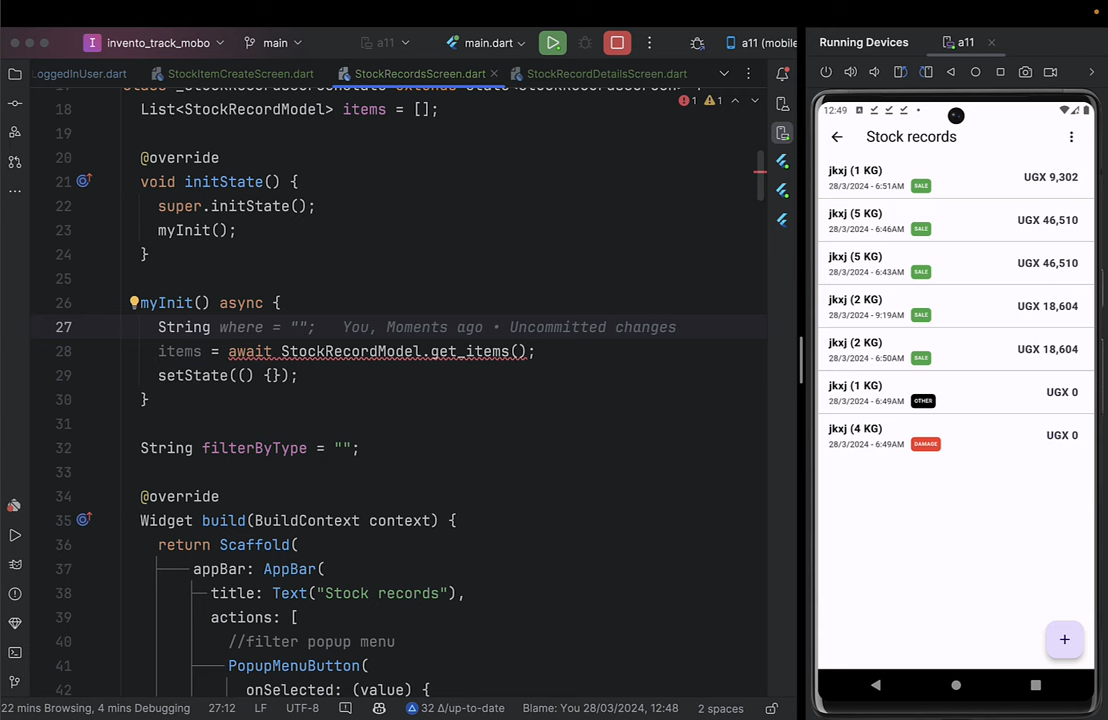 invento_track_mobo
main
a11
main.dart
a11 (mobile
Running Devices
a11
LoggedInUser.dart
StockItemCreateScreen.dart
StockRecordsScreen.dart
StockRecordDetailsScreen.dart
1
1
18 List<StockRecordModel> items = [];
19
20 @override
21 void initState() {
22 super.initState();
23 myInit();
24 }
25
26 myInit() async {
27 String where = ""; You, Moments ago • Uncommitted changes
28 items = await StockRecordModel.get_items();
29 setState(() {});
30 }
31
32 String filterByType = "";
33
34 @override
35 Widget build(BuildContext context) {
36 return Scaffold(
37 appBar: AppBar(
38 title: Text("Stock records"),
39 actions: [
40 //filter popup menu
41 PopupMenuButton(
42 onSelected: (value) {
22 mins Browsing, 4 mins Debugging
27:12
LF
UTF-8
32 Δ/up-to-date
Blame: You 28/03/2024, 12:48
2 spaces
12:49
Stock records
jkxj (1 KG)
28/3/2024 - 6:51AM SALE
UGX 9,302
jkxj (5 KG)
28/3/2024 - 6:46AM SALE
UGX 46,510
jkxj (5 KG)
28/3/2024 - 6:43AM SALE
UGX 46,510
jkxj (2 KG)
28/3/2024 - 9:19AM SALE
UGX 18,604
jkxj (2 KG)
28/3/2024 - 6:50AM SALE
UGX 18,604
jkxj (1 KG)
28/3/2024 - 6:49AM OTHER
UGX 0
jkxj (4 KG)
28/3/2024 - 6:49AM DAMAGE
UGX 0